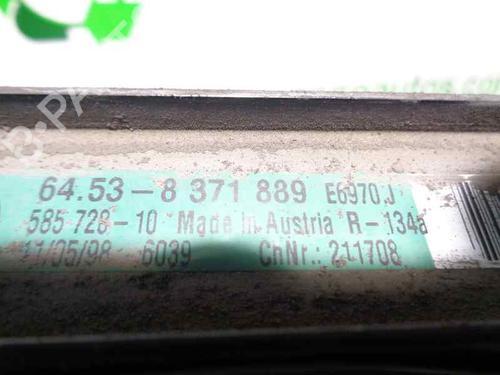 64.53-8 371 889 E6970.J
585 728-10 Made in Austria R-134a
11/05/98 6039 ChNr.: 211708